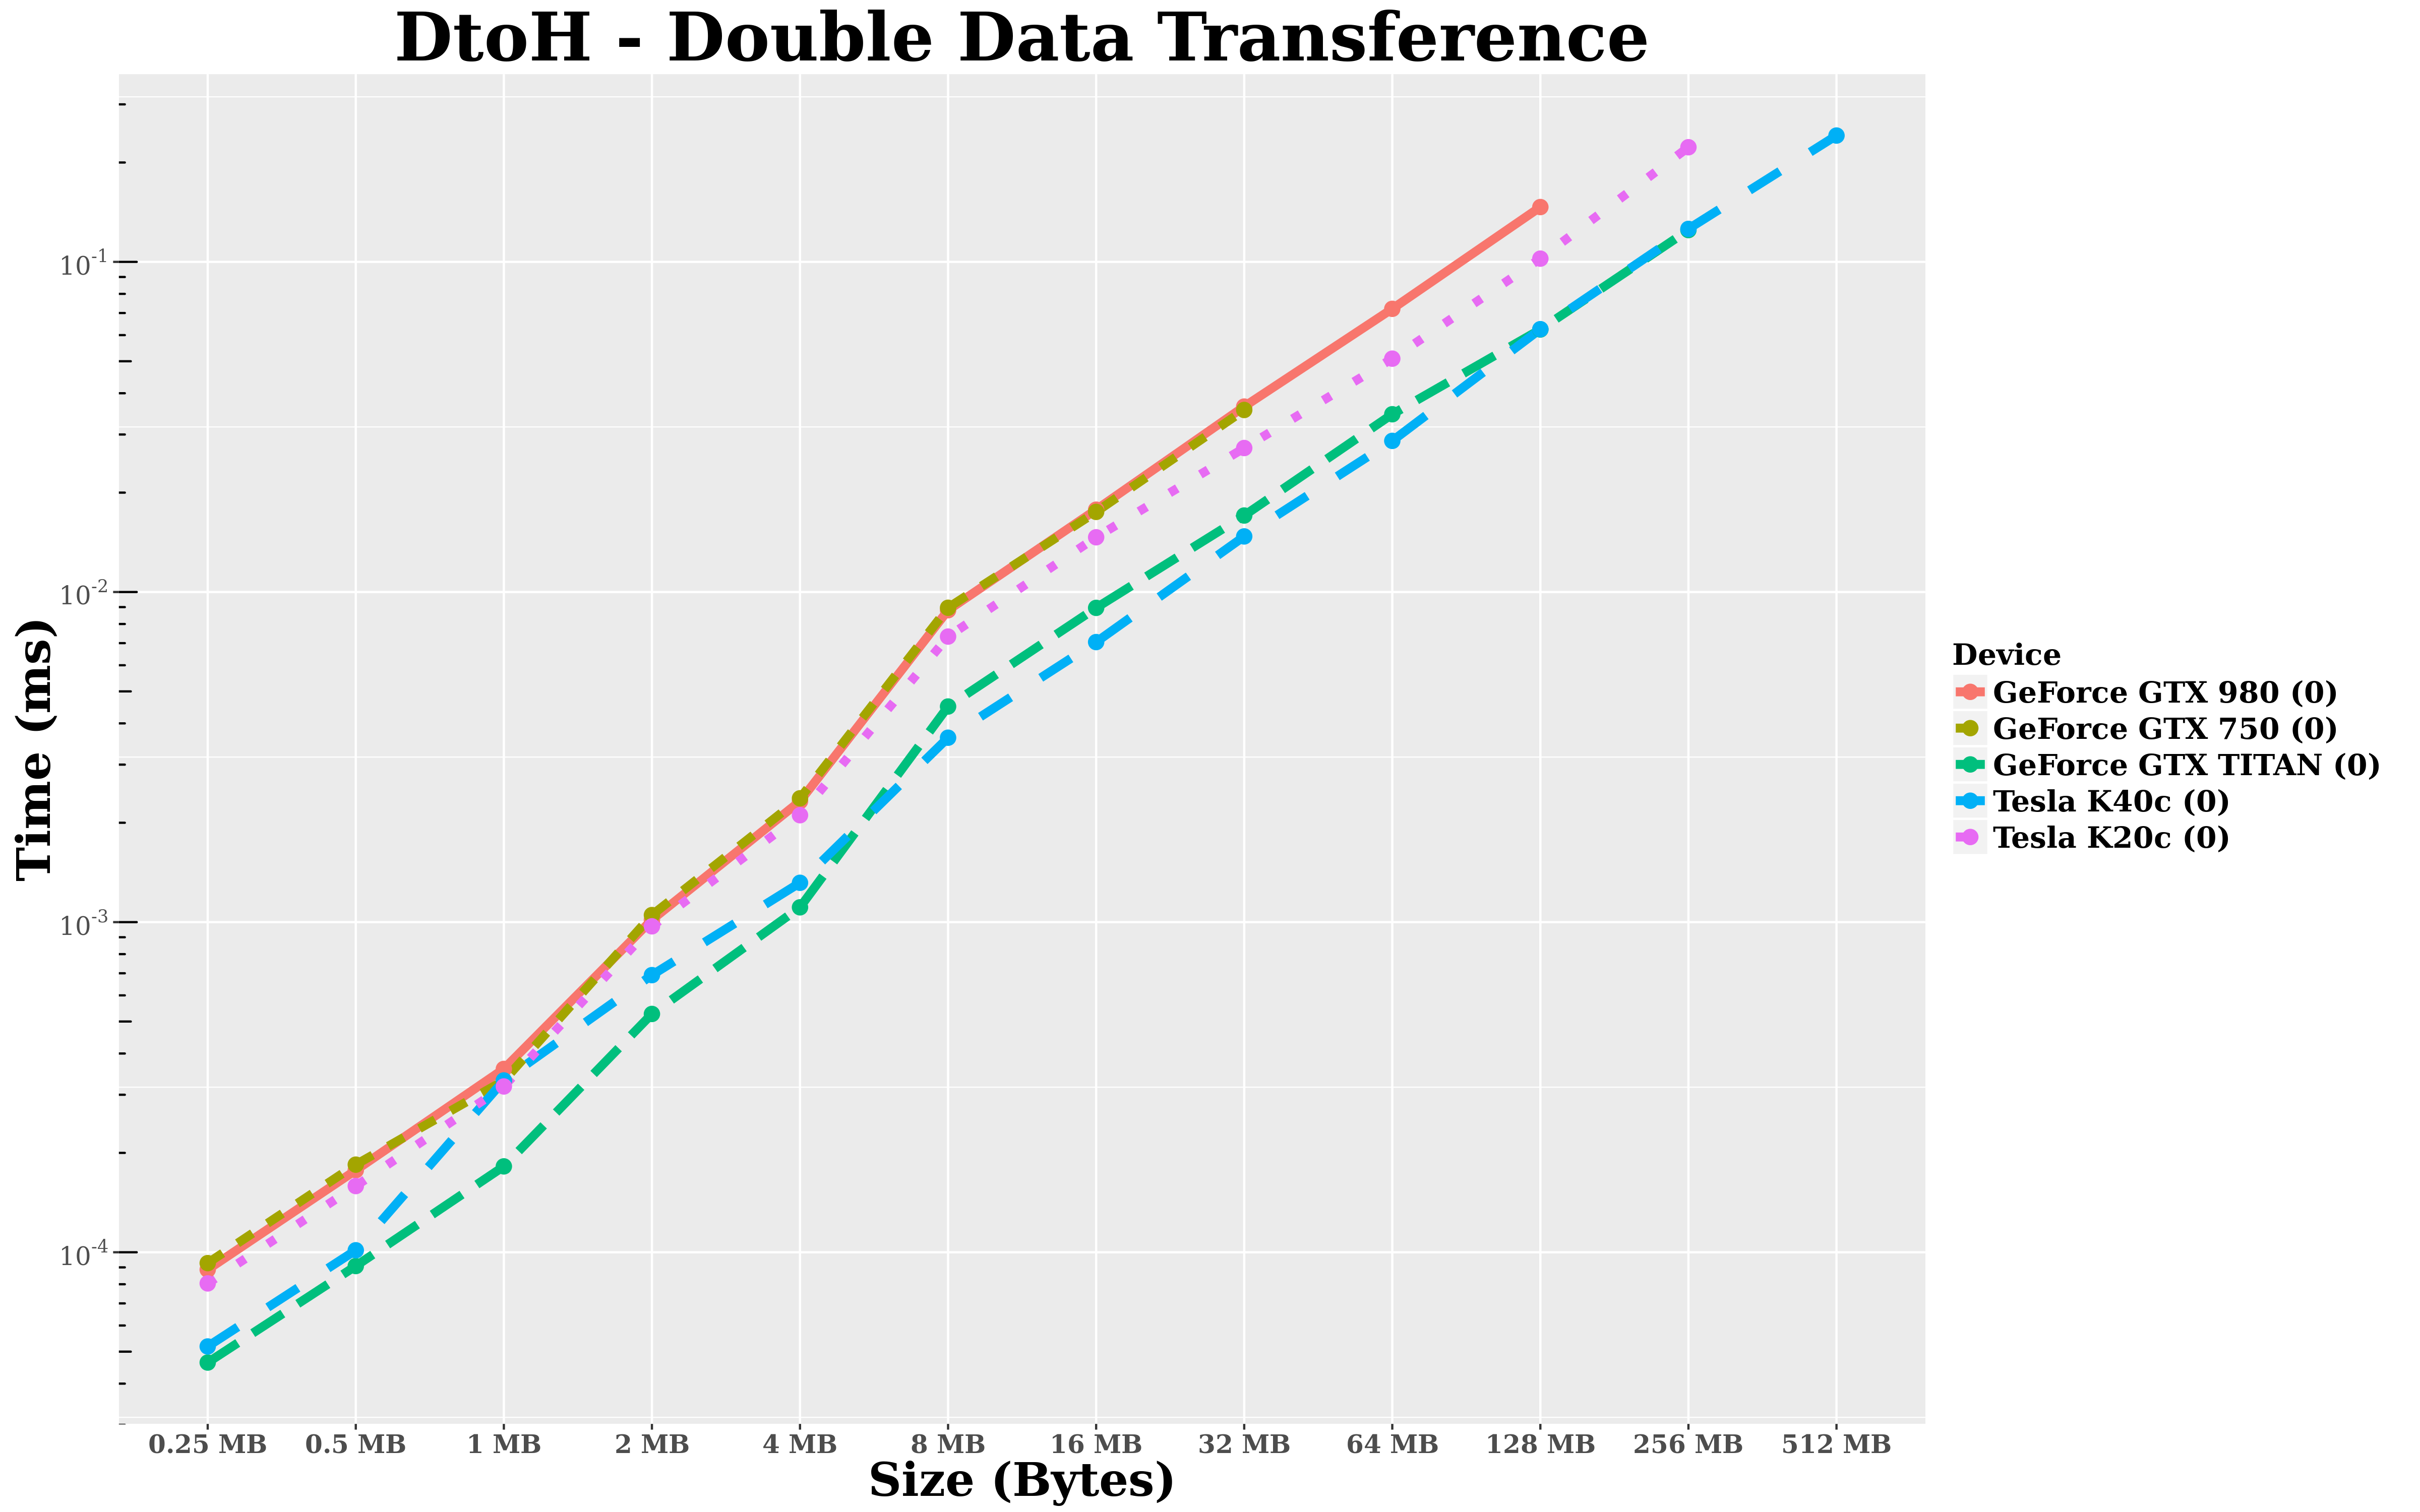 DtoH - Double Data Transference
Time (ms)
10-1
10-2
10-3
10-4
0.25 MB 0.5 MB 1 MB 2 MB 4 MB 8 MB 16 MB 32 MB 64 MB 128 MB 256 MB 512 MB
Size (Bytes)
Device
GeForce GTX 980 (0)
GeForce GTX 750 (0)
GeForce GTX TITAN (0)
Tesla K40c (0)
Tesla K20c (0)